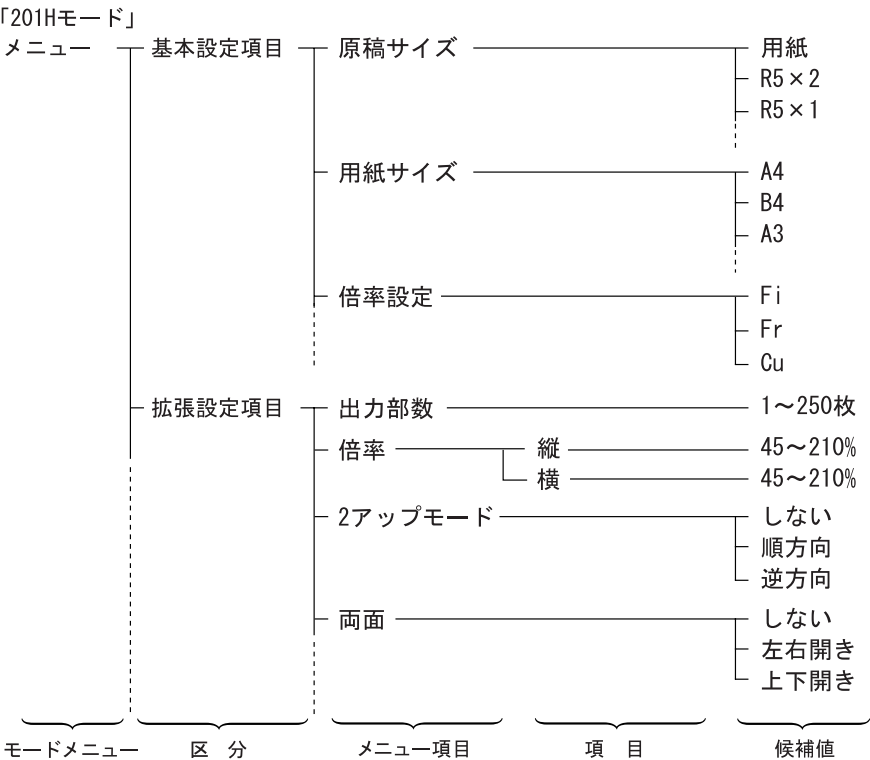 「201Hモード」
メニュー 基本設定項目 原稿サイズ 用紙
R5×2
R5×1
用紙サイズ A4
B4
A3
倍率設定 Fi
Fr
Cu
拡張設定項目 出力部数 1～250枚
倍率 縦 45～210%
横 45～210%
2アップモード しない
順方向
逆方向
両面 しない
左右開き
上下開き
モードメニュー 区 分 メニュー項目 項 目 候補値